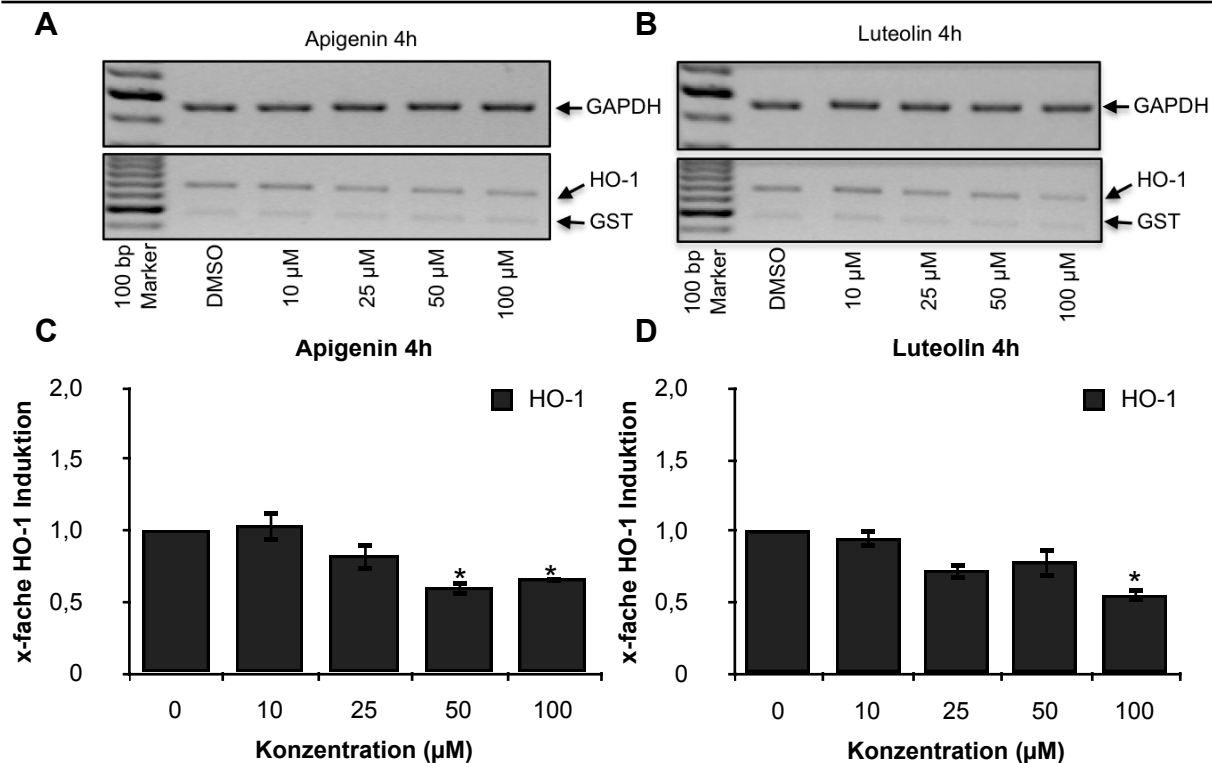 A
Apigenin 4h
GAPDH
HO-1
GST
100 bp
Marker
DMSO
10 µM
25 µM
50 µM
100 µM
B
Luteolin 4h
GAPDH
HO-1
GST
100 bp
Marker
DMSO
10 µM
25 µM
50 µM
100 µM
C
Apigenin 4h
x-fache HO-1 Induktion
2,0
1,5
1,0
0,5
0
HO-1
*
*
0 10 25 50 100
Konzentration (µM)
D
Luteolin 4h
x-fache HO-1 Induktion
2,0
1,5
1,0
0,5
0
HO-1
*
0 10 25 50 100
Konzentration (µM)